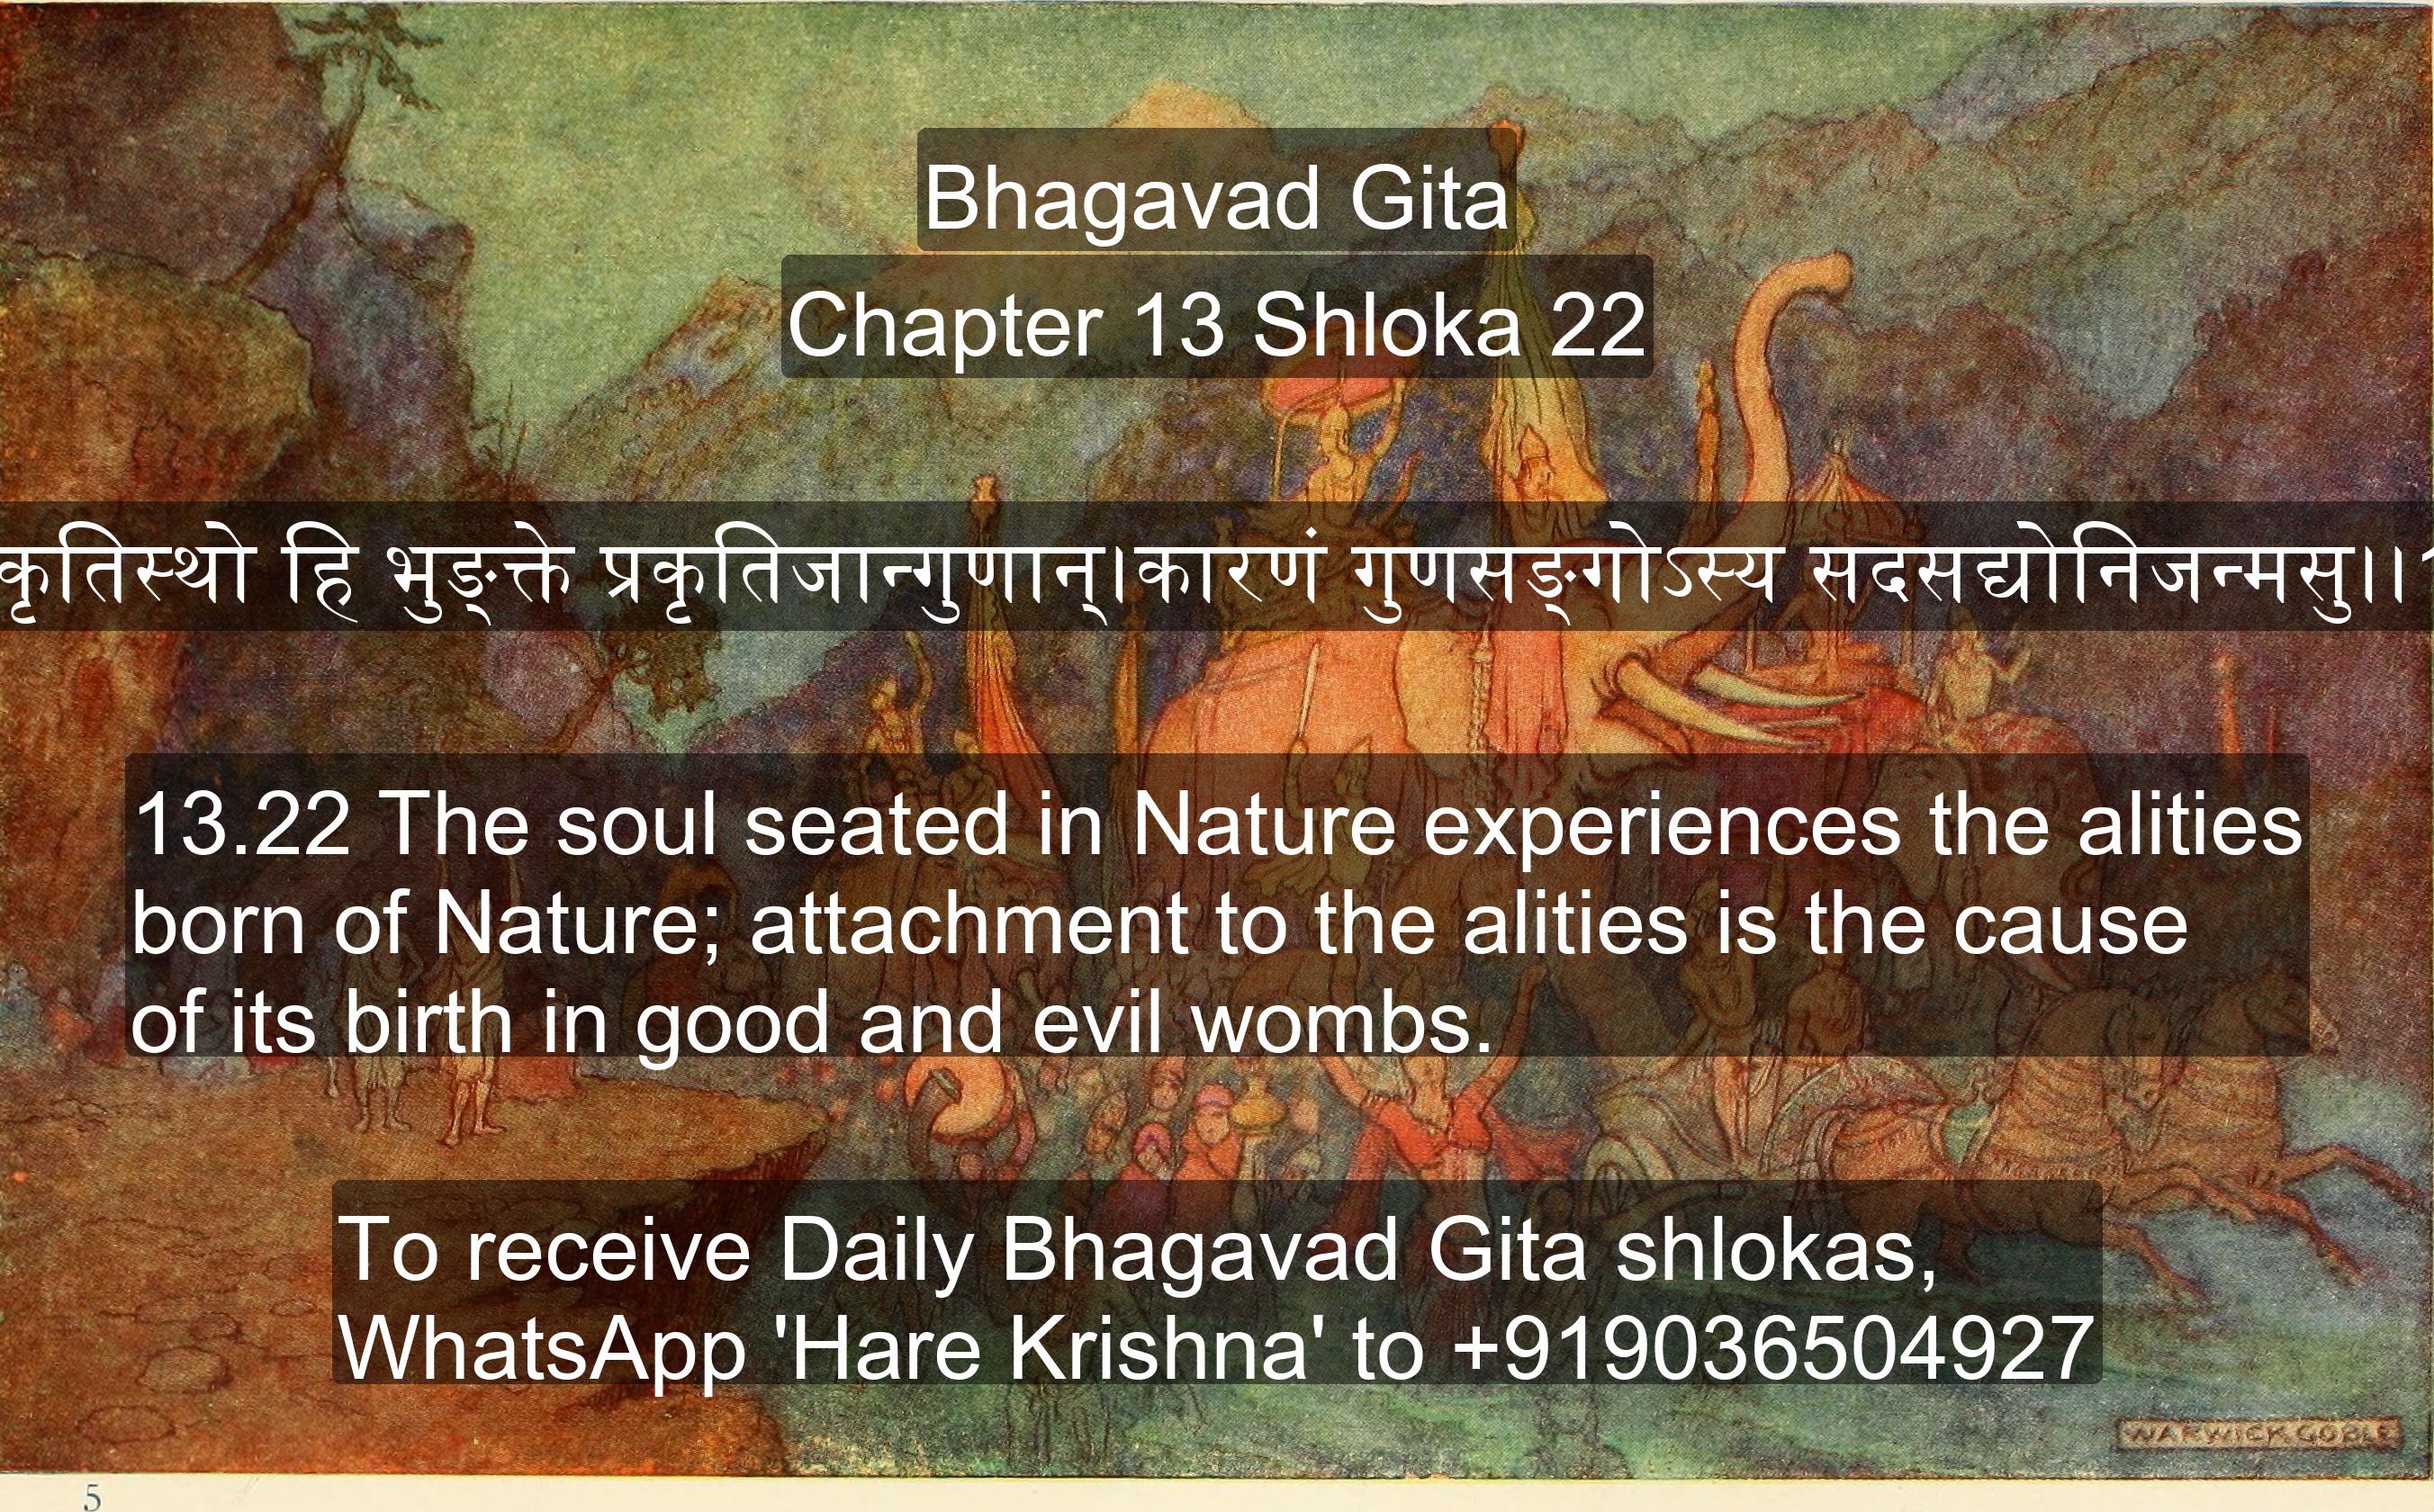 Bhagavad Gita
Chapter 13 Shloka 22
कृतिस्थो हि भुङ्क्ते प्रकृतिजान्गुणान्।कारणं गुणसङ्गोऽस्य सदसद्योनिजन्मसु।।
13.22 The soul seated in Nature experiences the alities
born of Nature; attachment to the alities is the cause
of its birth in good and evil wombs.
To receive Daily Bhagavad Gita shlokas,
WhatsApp 'Hare Krishna' to +919036504927
WARWICK GOBLE
5